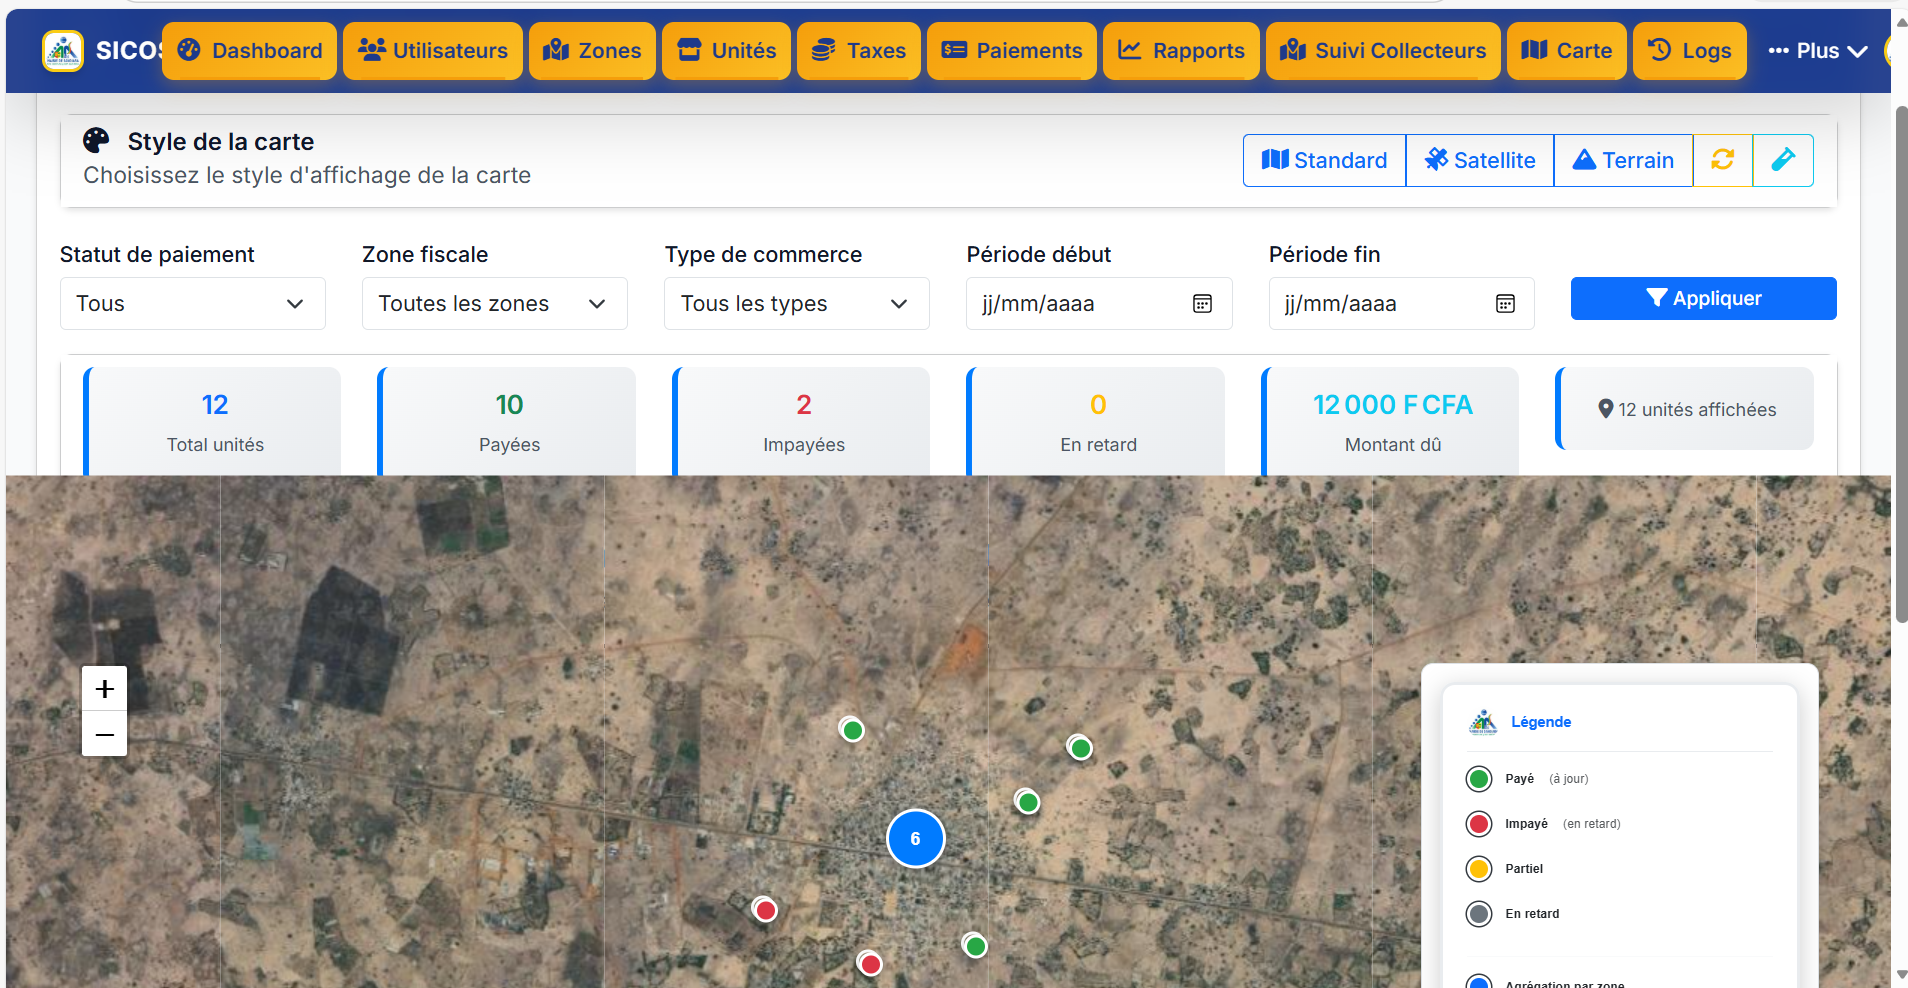 SICOS
Dashboard
Utilisateurs
Zones
Unités
Taxes
Paiements
Rapports
Suivi Collecteurs
Carte
Logs
Plus
Style de la carte
Choisissez le style d'affichage de la carte
Standard
Satellite
Terrain
Statut de paiement
Zone fiscale
Type de commerce
Période début
Période fin
Tous
Toutes les zones
Tous les types
jj/mm/aaaa
jj/mm/aaaa
Appliquer
12
Total unités
10
Payées
2
Impayées
0
En retard
12 000 F CFA
Montant dû
12 unités affichées
+
−
6
Légende
Payé (à jour)
Impayé (en retard)
Partiel
En retard
Agrégation par zone